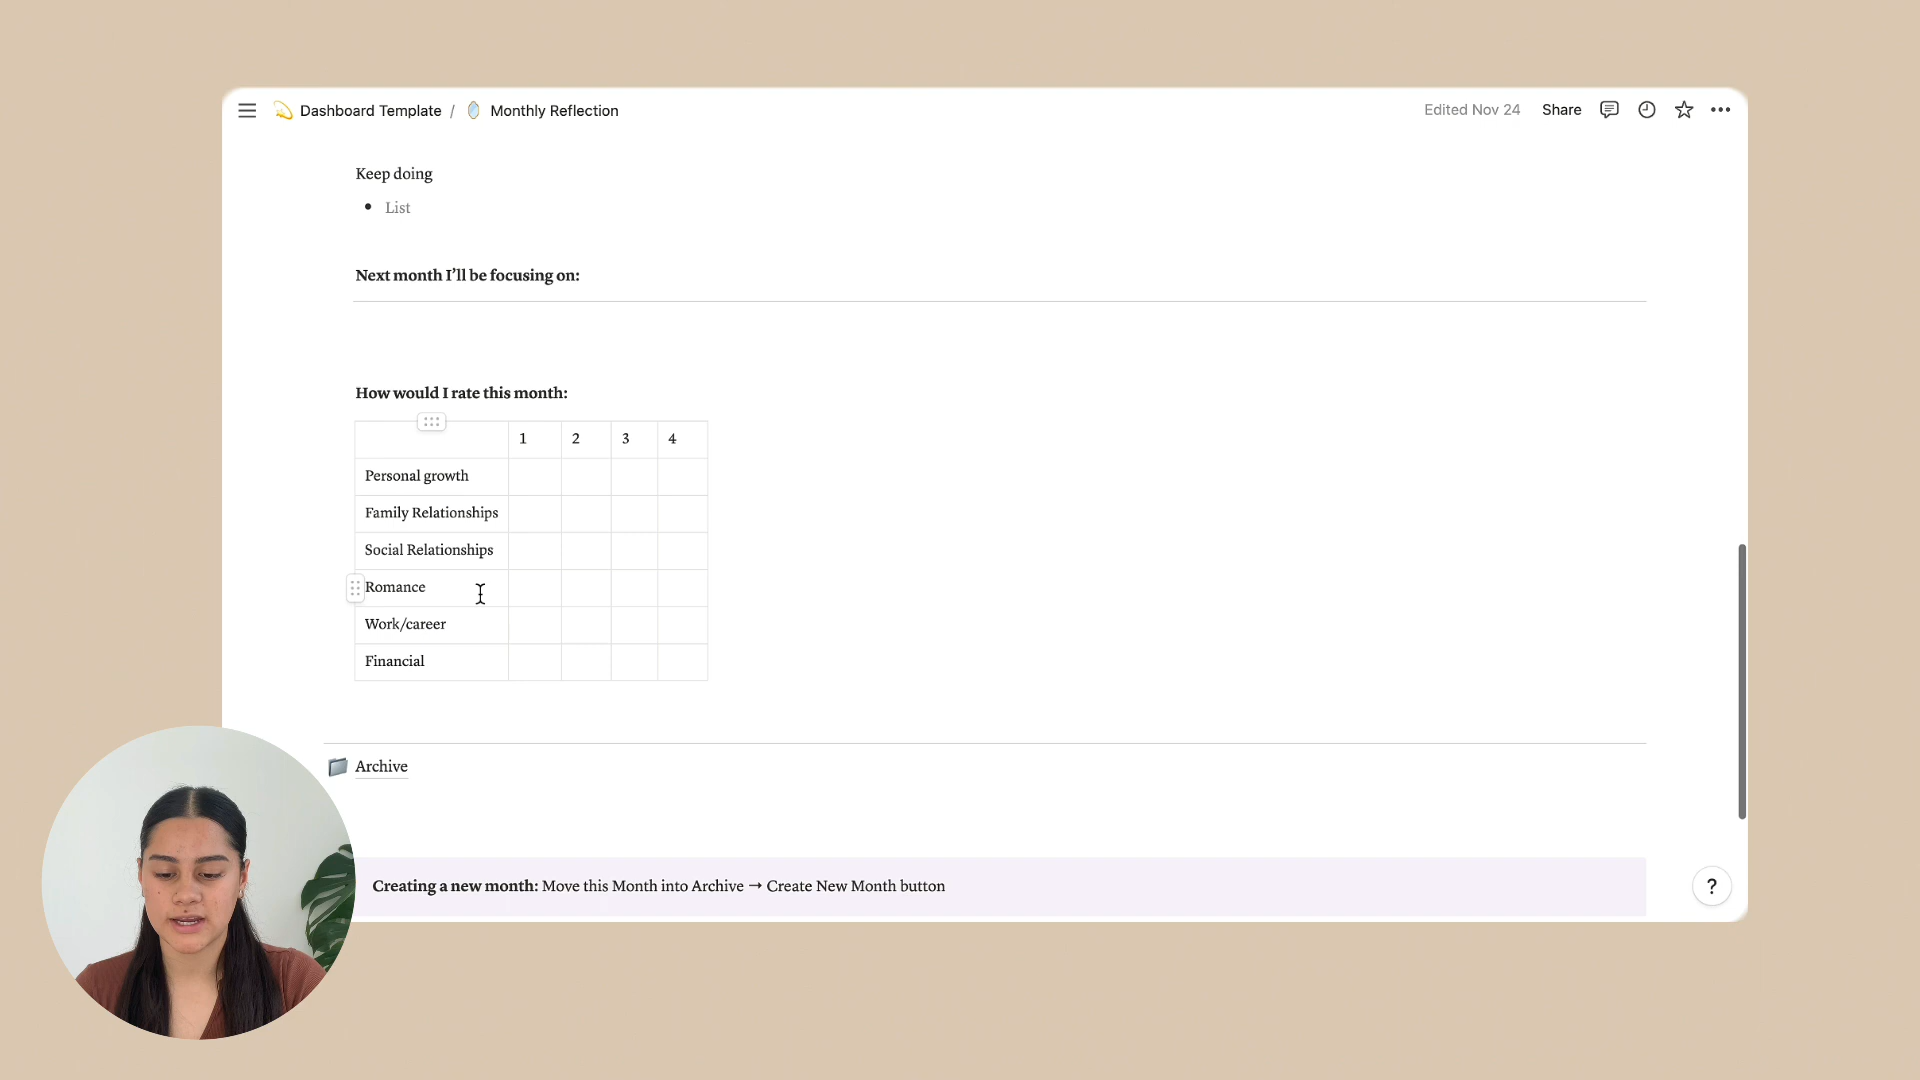 Dashboard Template / Monthly Reflection
Edited Nov 24 Share
Keep doing
• List
Next month I’ll be focusing on:
How would I rate this month:
1 2 3 4
Personal growth
Family Relationships
Social Relationships
Romance
Work/career
Financial
Archive
Creating a new month: Move this Month into Archive → Create New Month button
?